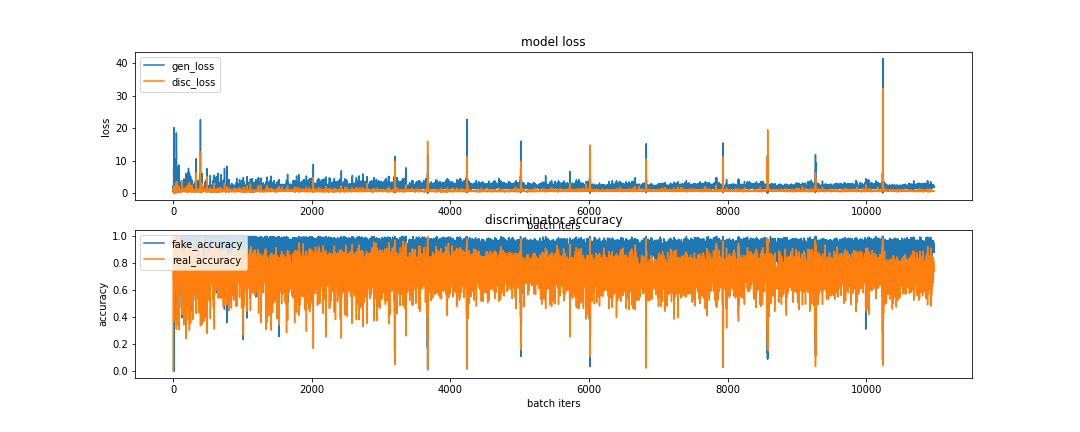 model loss
gen_loss
disc_loss
40
30
20
10
0
loss
0 2000 4000 6000 8000 10000
batch iters
discriminator accuracy
fake_accuracy
real_accuracy
1.0
0.8
0.6
0.4
0.2
0.0
accuracy
0 2000 4000 6000 8000 10000
batch iters